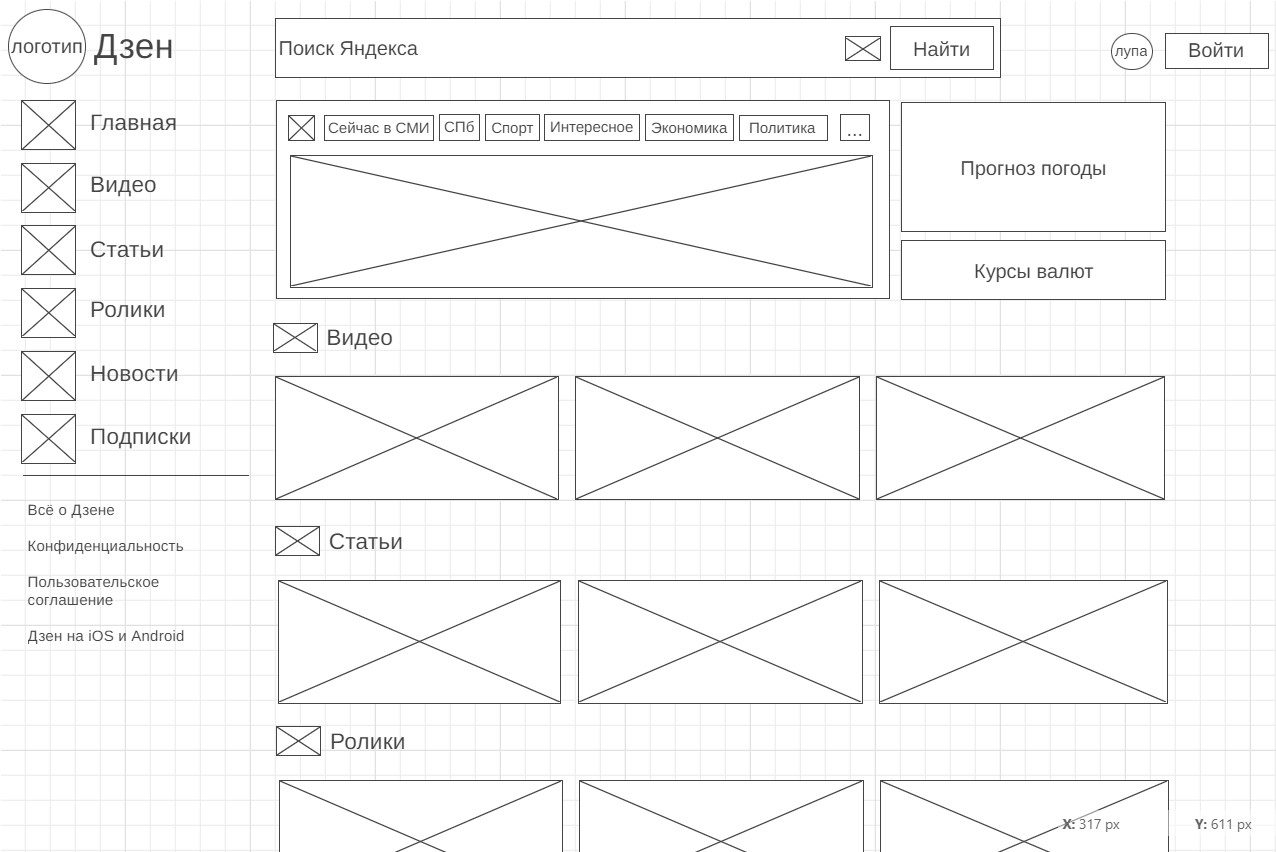 логотип
Дзен
Поиск Яндекса
Найти
лупа
Войти
Главная
Видео
Статьи
Ролики
Новости
Подписки
Всё о Дзене
Конфиденциальность
Пользовательское
соглашение
Дзен на iOS и Android
Сейчас в СМИ
СПб
Спорт
Интересное
Экономика
Политика
...
Прогноз погоды
Курсы валют
Видео
Статьи
Ролики
X: 317 px
Y: 611 px